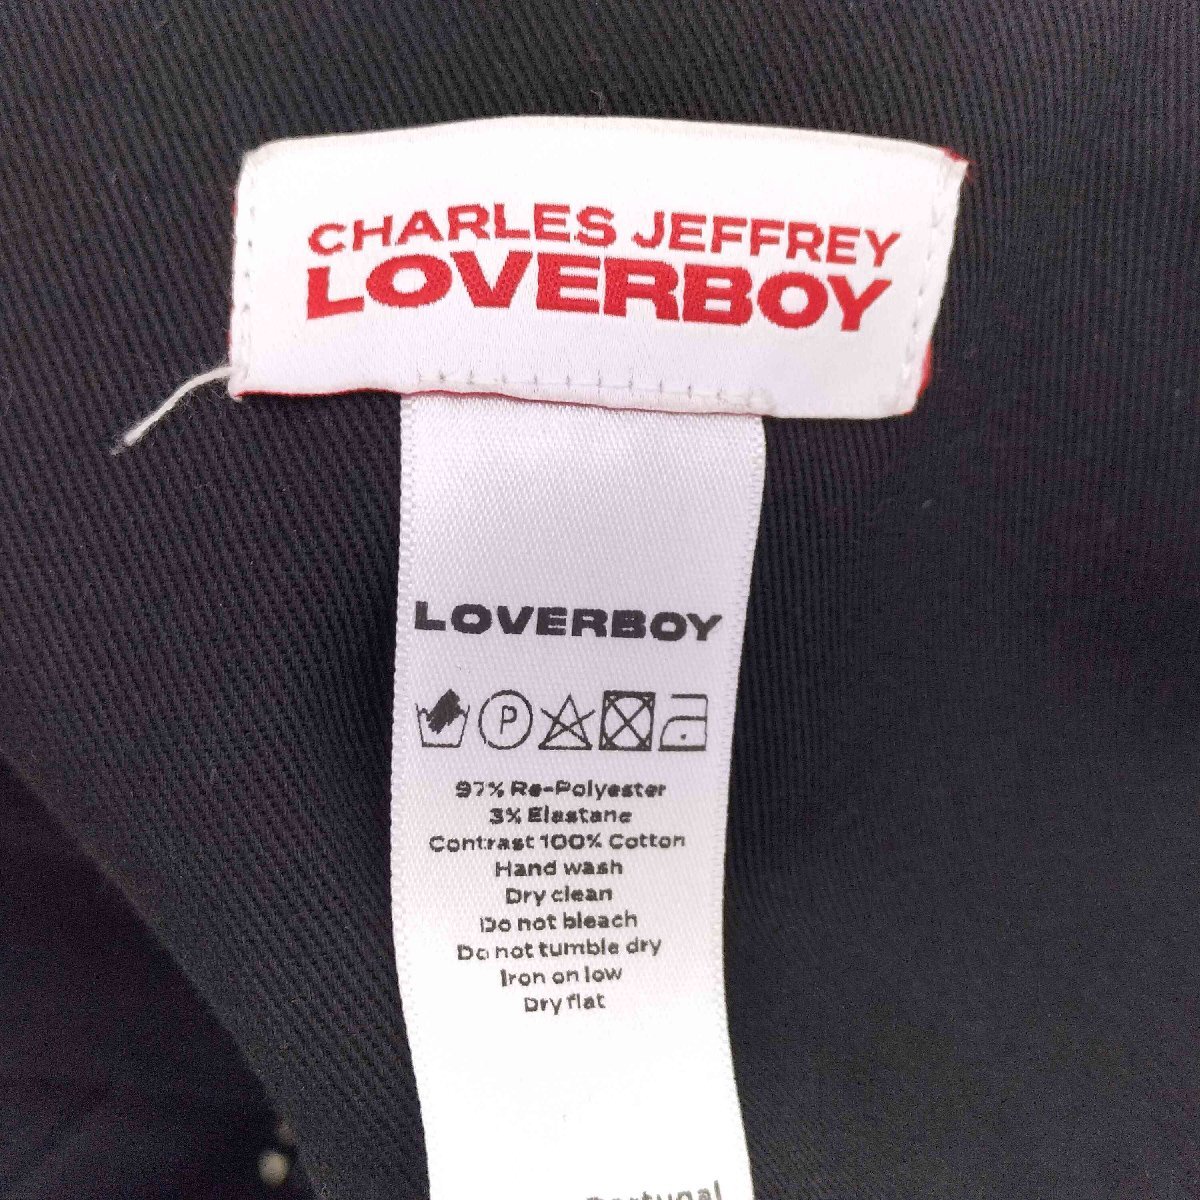 CHARLES JEFFREY
LOVERBOY
LOVERBOY
P
97% Re-Polyester
3% Elastane
Contrast 100% Cotton
Hand wash
Dry clean
Do not bleach
Do not tumble dry
Iron on low
Dry flat
Portugal